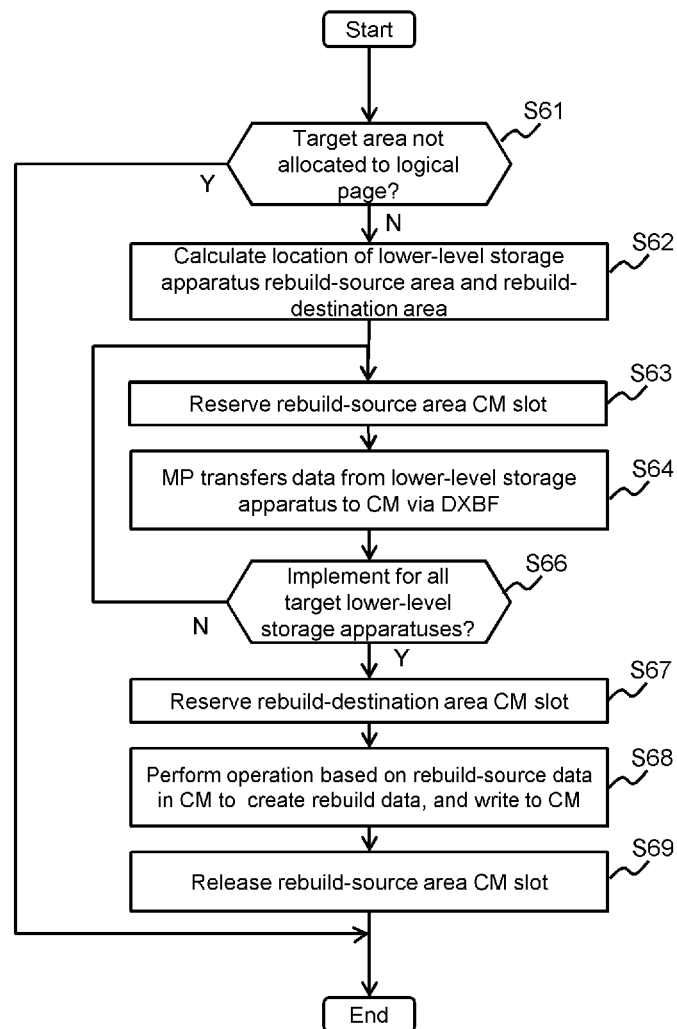 Start
S61
Target area not
allocated to logical
page?
Y
N
S62
Calculate location of lower-level storage
apparatus rebuild-source area and rebuild-
destination area
S63
Reserve rebuild-source area CM slot
S64
MP transfers data from lower-level storage
apparatus to CM via DXBF
S66
Implement for all
target lower-level
storage apparatuses?
N
Y
S67
Reserve rebuild-destination area CM slot
S68
Perform operation based on rebuild-source data
in CM to create rebuild data, and write to CM
S69
Release rebuild-source area CM slot
End